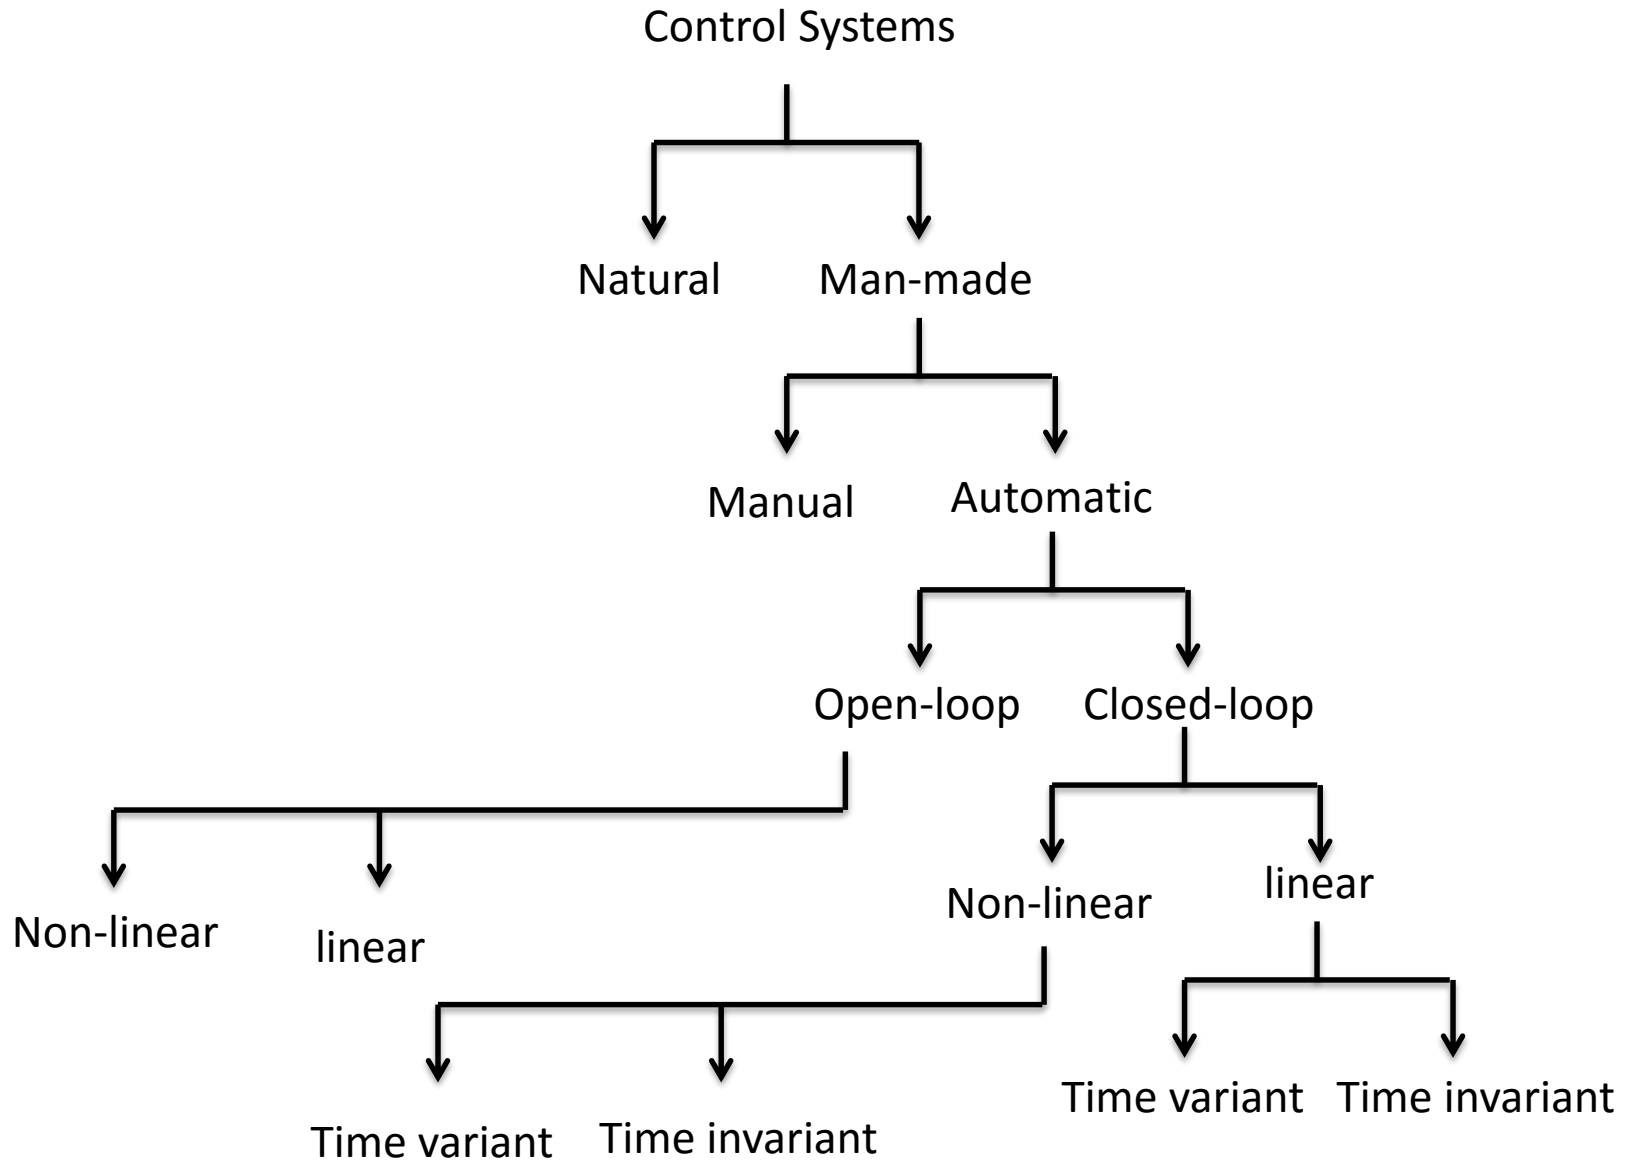 Control Systems
Natural Man-made
Manual Automatic
Open-loop Closed-loop
Non-linear linear Non-linear linear
Time variant Time invariant Time variant Time invariant